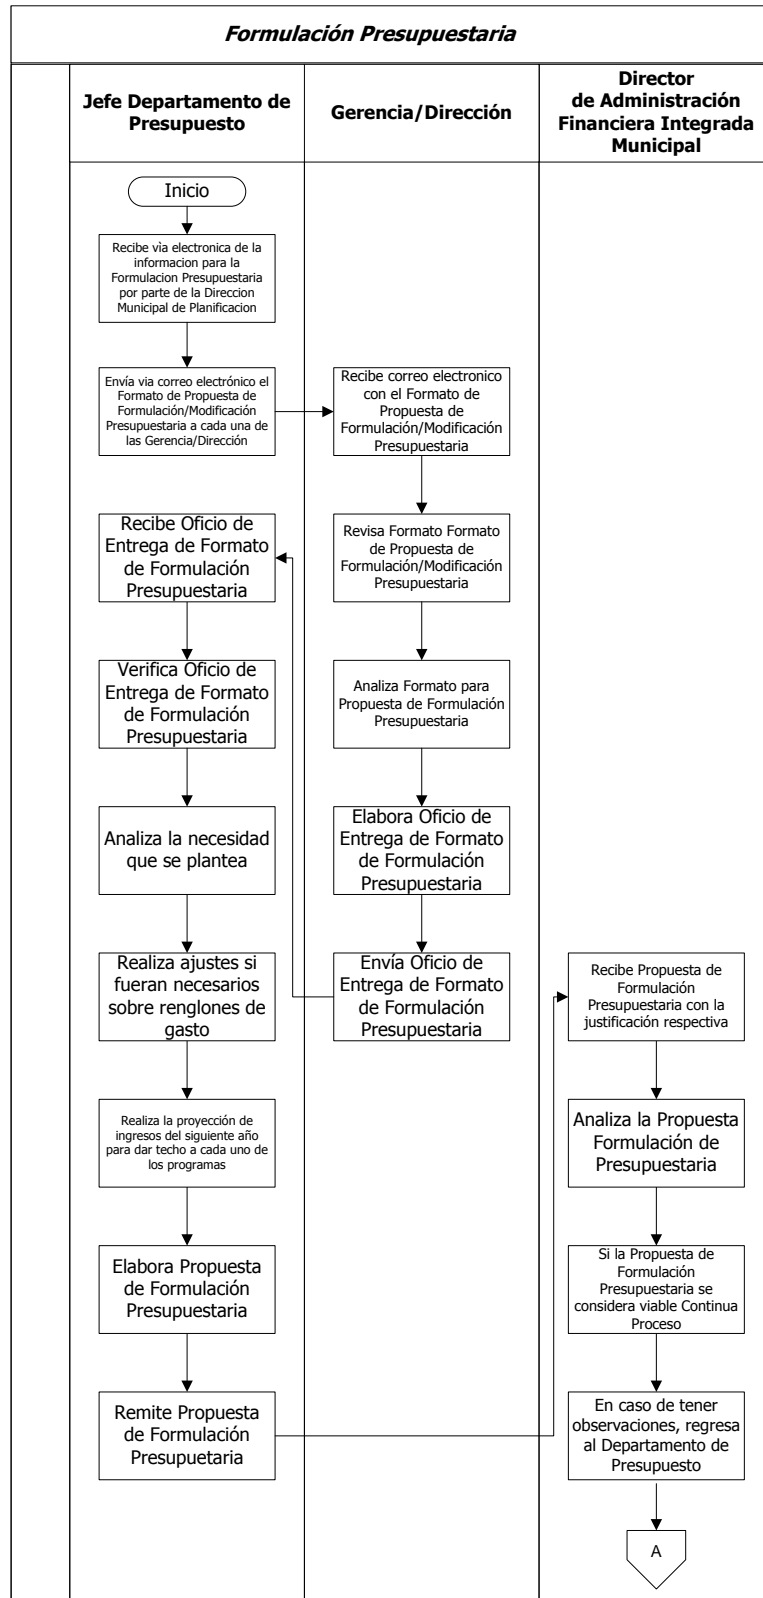 Formulación Presupuestaria
Jefe Departamento de
Presupuesto
Gerencia/Dirección
Director
de Administración
Financiera Integrada
Municipal
Inicio
Recibe vìa electronica de la
informacion para la
Formulacion Presupuestaria
por parte de la Direccion
Municipal de Planificacion
Envía via correo electrónico el
Formato de Propuesta de
Formulación/Modificación
Presupuestaria a cada una de
las Gerencia/Dirección
Recibe correo electronico
con el Formato de
Propuesta de
Formulación/Modificación
Presupuestaria
Revisa Formato Formato
de Propuesta de
Formulación/Modificación
Presupuestaria
Analiza Formato para
Propuesta de Formulación
Presupuestaria
Elabora Oficio de
Entrega de Formato
de Formulación
Presupuestaria
Envía Oficio de
Entrega de Formato
de Formulación
Presupuestaria
Recibe Oficio de
Entrega de Formato
de Formulación
Presupuestaria
Verifica Oficio de
Entrega de Formato
de Formulación
Presupuestaria
Analiza la necesidad
que se plantea
Realiza ajustes si
fueran necesarios
sobre renglones de
gasto
Realiza la proyección de
ingresos del siguiente año
para dar techo a cada uno de
los programas
Elabora Propuesta
de Formulación
Presupuestaria
Remite Propuesta
de Formulación
Presupuetaria
Recibe Propuesta de
Formulación
Presupuestaria con la
justificación respectiva
Analiza la Propuesta
Formulación de
Presupuestaria
Si la Propuesta de
Formulación
Presupuestaria se
considera viable Continua
Proceso
En caso de tener
observaciones, regresa
al Departamento de
Presupuesto
A